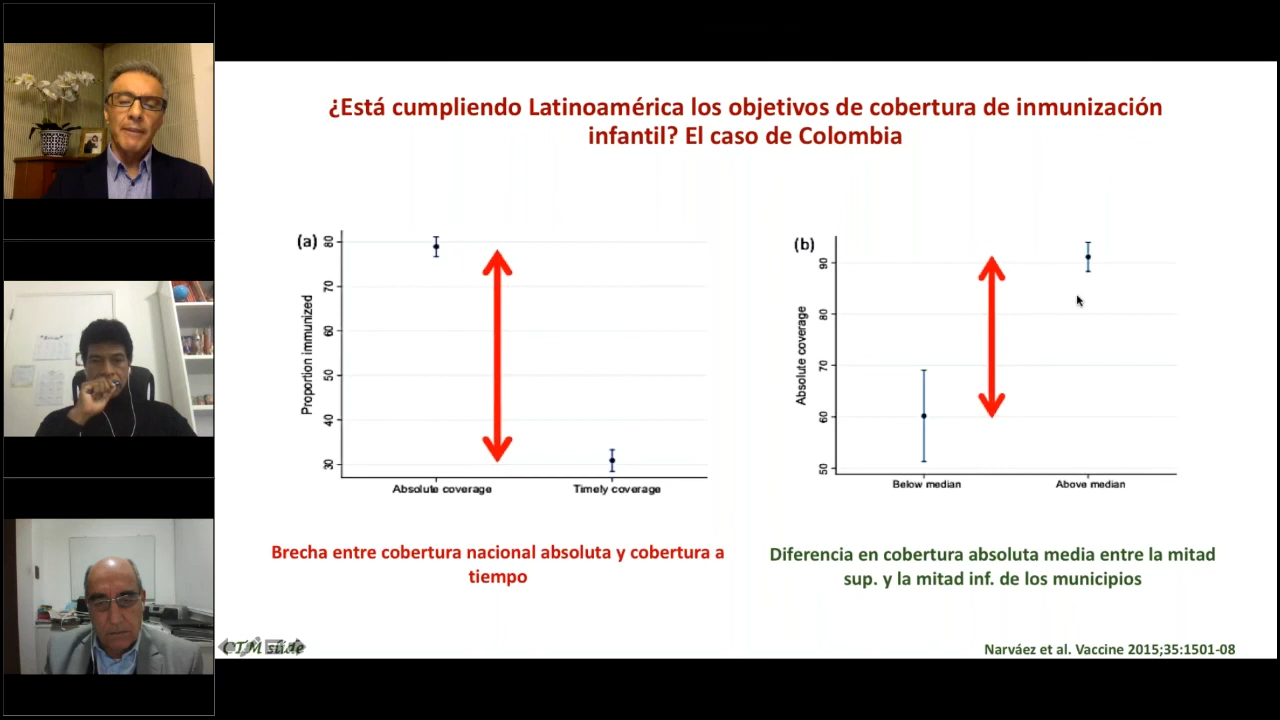 ¿Está cumpliendo Latinoamérica los objetivos de cobertura de inmunización
infantil? El caso de Colombia
(a)
Proportion immunized
80
70
60
50
40
30
Absolute coverage
Timely coverage
(b)
Absolute coverage
90
80
70
60
50
Below median
Above median
Brecha entre cobertura nacional absoluta y cobertura a
tiempo
Diferencia en cobertura absoluta media entre la mitad
sup. y la mitad inf. de los municipios
CTM slide
Narváez et al. Vaccine 2015;35:1501-08